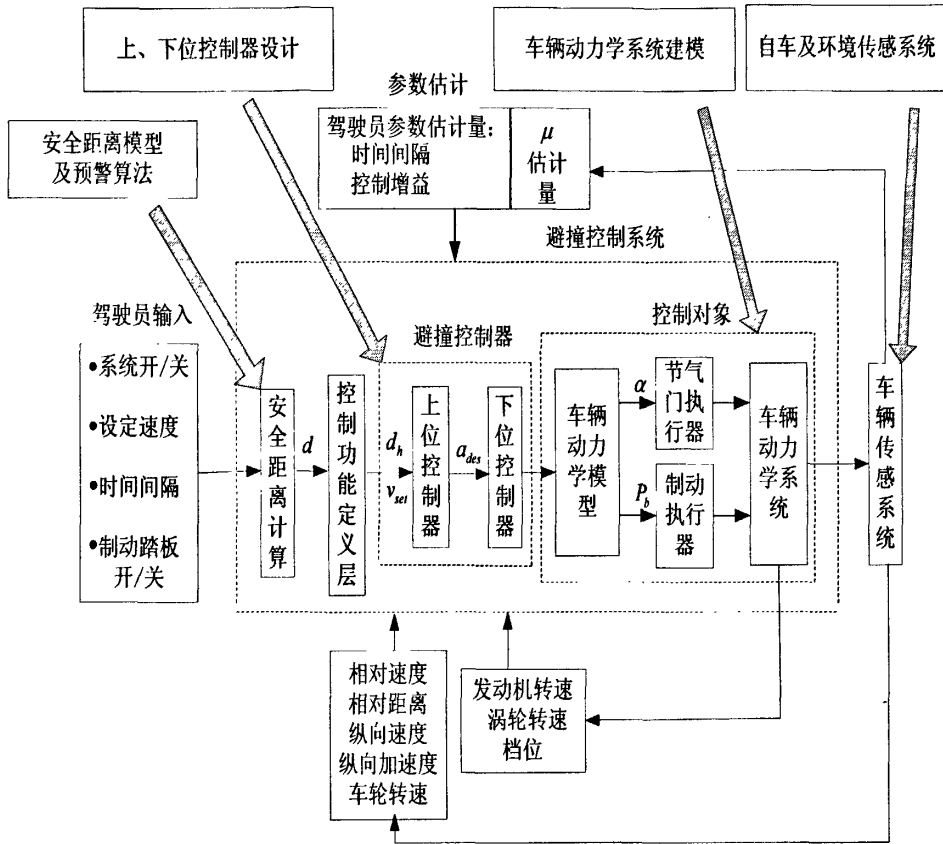 上、下位控制器设计
车辆动力学系统建模
自车及环境传感系统
参数估计
驾驶员参数估计量:
时间间隔
控制增益
μ
估计
量
安全距离模型
及预警算法
避撞控制系统
驾驶员输入
•系统开/关
•设定速度
•时间间隔
•制动踏板
开/关
安全距离计算
d
控制功能定义层
避撞控制器
d_h
v_set
上位控制器
a_des
下位控制器
控制对象
车辆
动力
学模
型
α
节气
门执
行器
P_b
制动
执行
器
车辆
动力
学系
统
车辆传感系统
相对速度
相对距离
纵向速度
纵向加速度
车轮转速
发动机转速
涡轮转速
档位